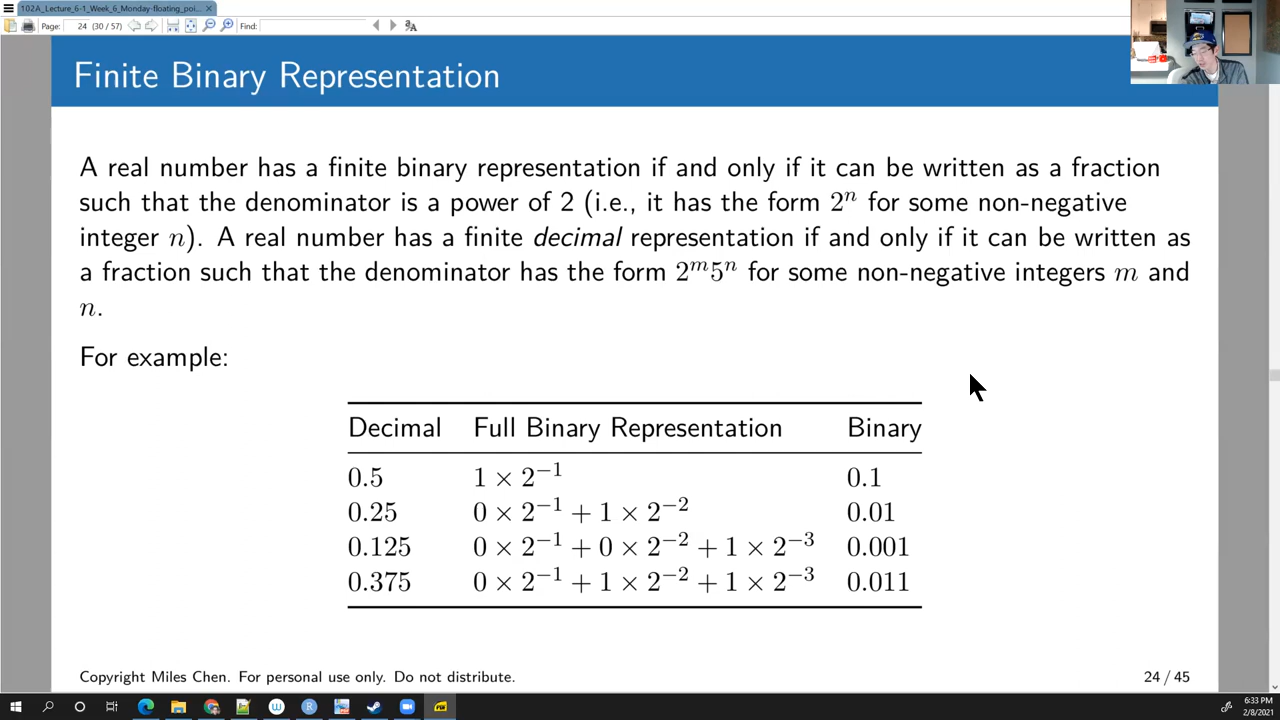 102A_Lecture_6-1_Week_6_Monday-floating_poi...
Page: 24 (30 / 57) Find:
Finite Binary Representation
A real number has a finite binary representation if and only if it can be written as a fraction
such that the denominator is a power of 2 (i.e., it has the form 2ⁿ for some non-negative
integer n). A real number has a finite decimal representation if and only if it can be written as
a fraction such that the denominator has the form 2ᵐ5ⁿ for some non-negative integers m and
n.
For example:
Decimal Full Binary Representation Binary
0.5 1 × 2⁻¹ 0.1
0.25 0 × 2⁻¹ + 1 × 2⁻² 0.01
0.125 0 × 2⁻¹ + 0 × 2⁻² + 1 × 2⁻³ 0.001
0.375 0 × 2⁻¹ + 1 × 2⁻² + 1 × 2⁻³ 0.011
Copyright Miles Chen. For personal use only. Do not distribute. 24 / 45
6:33 PM
2/8/2021